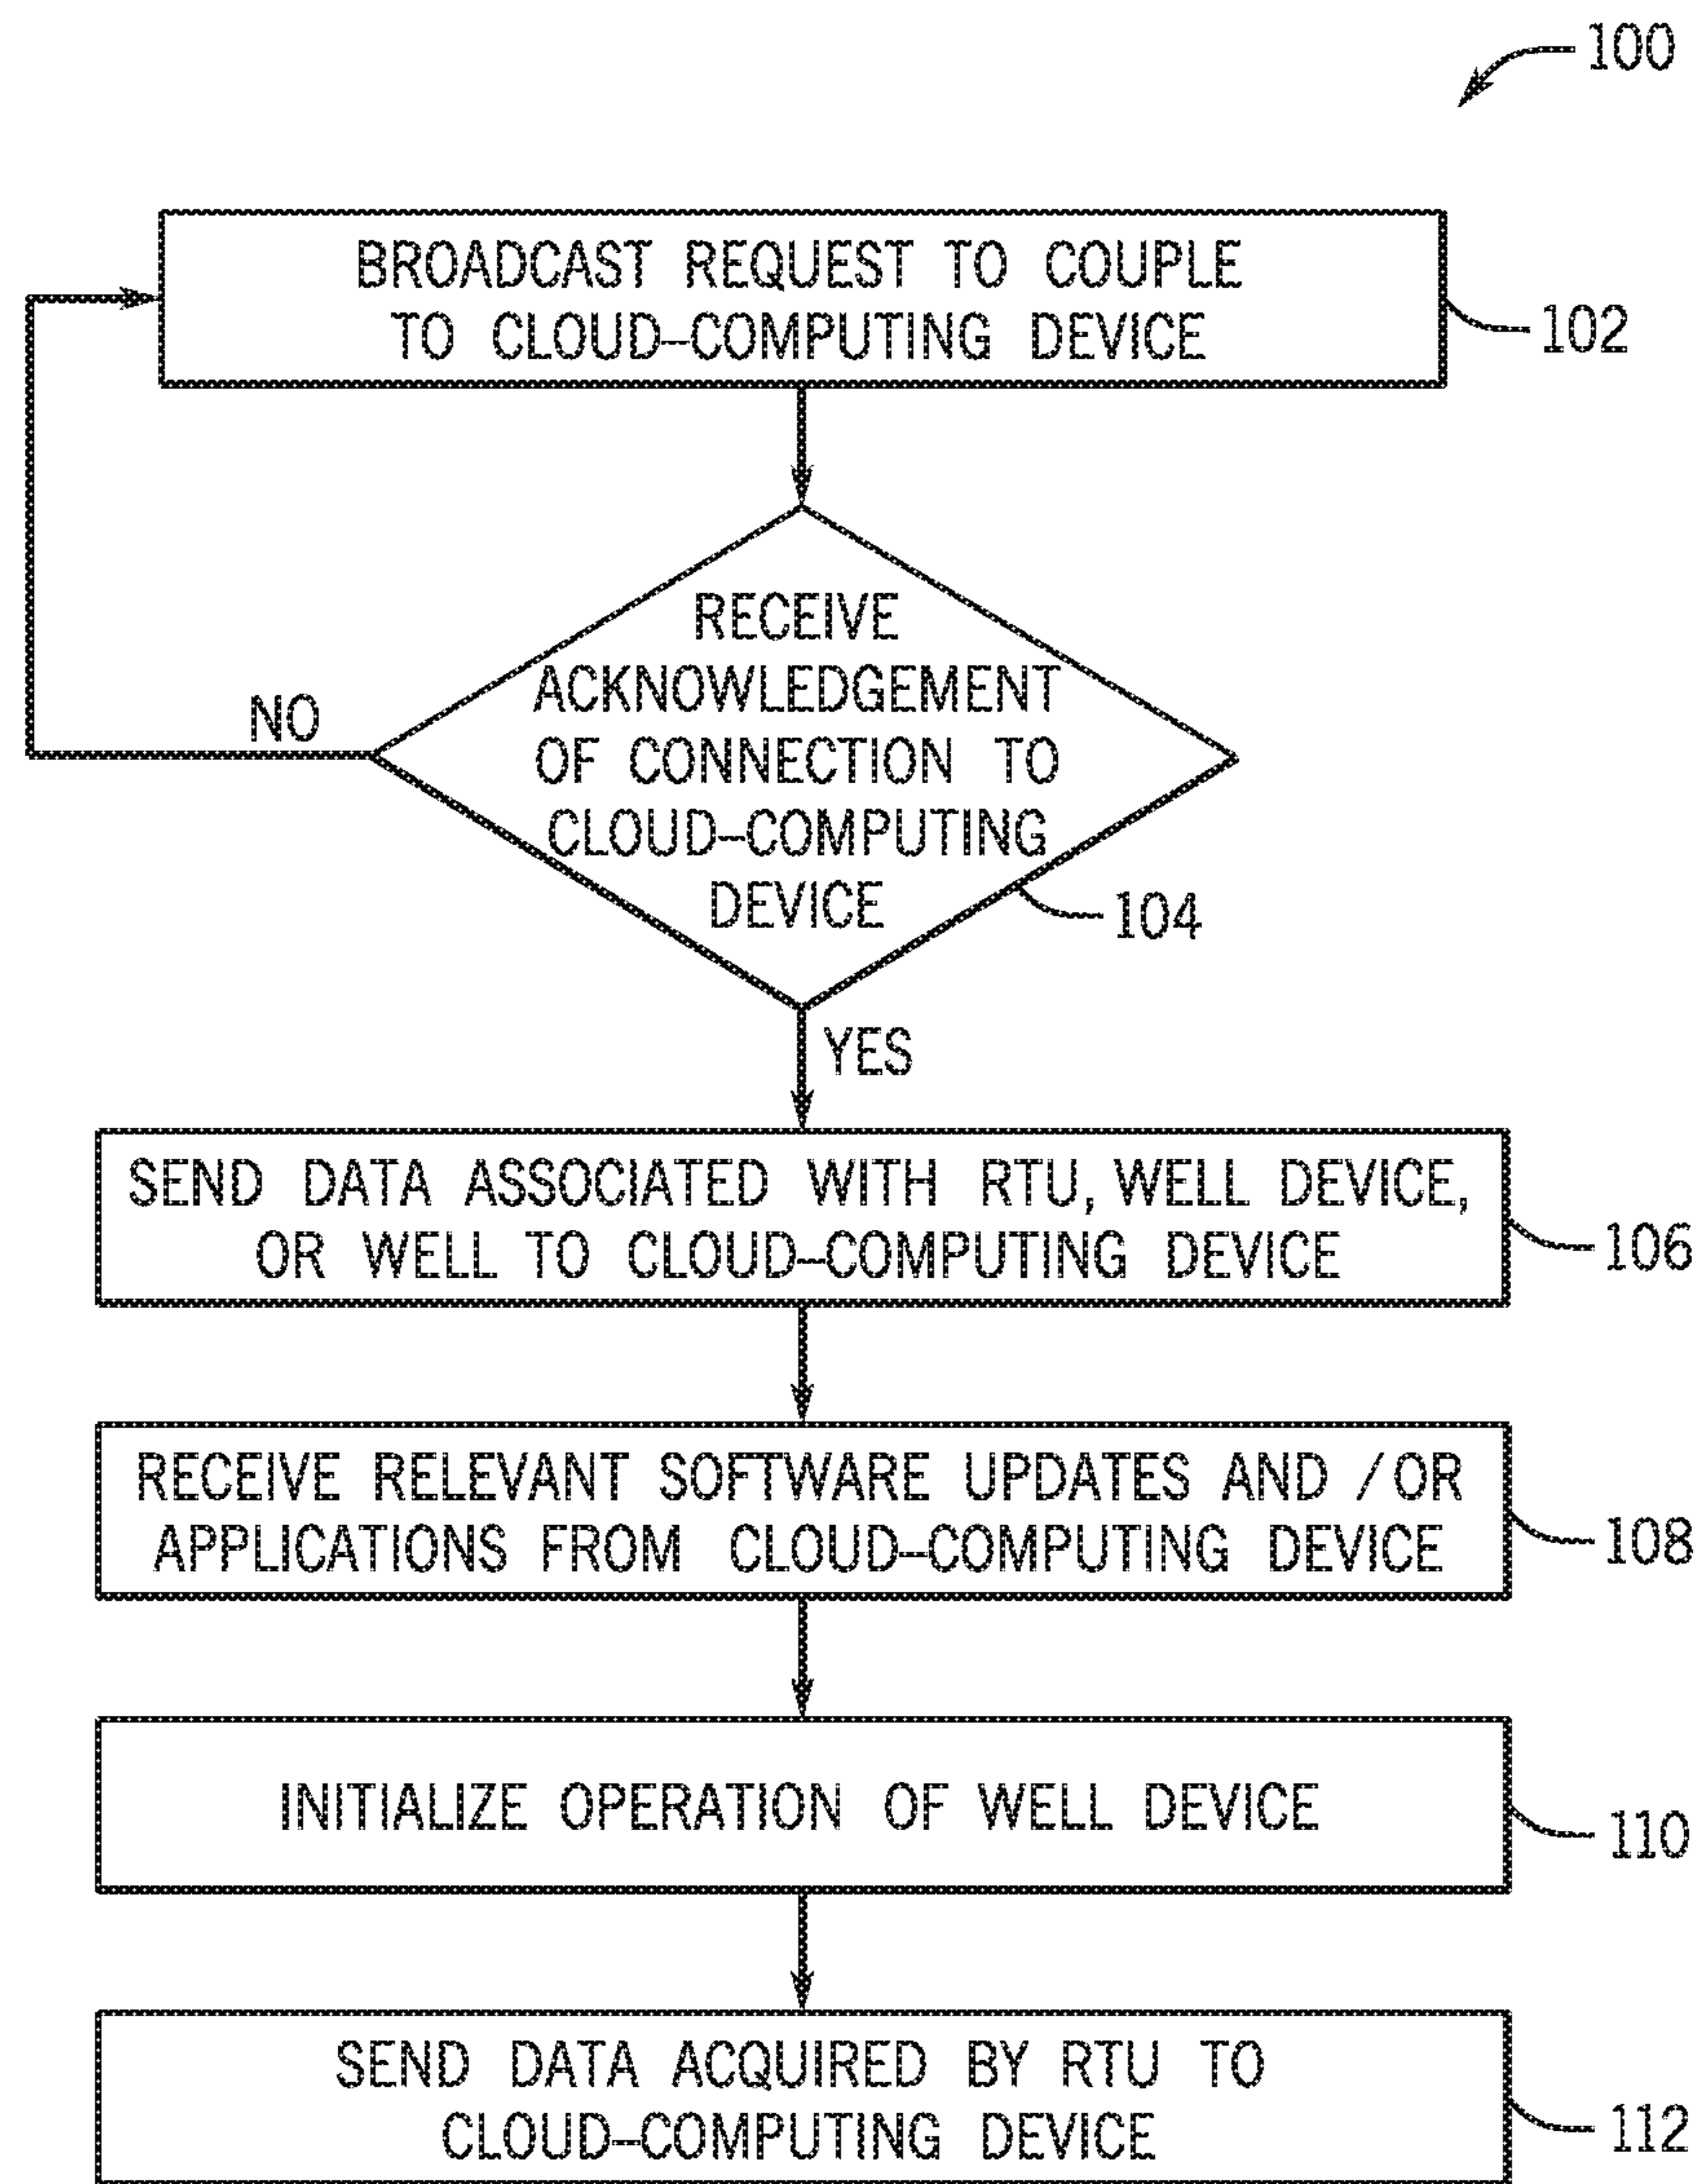 100
BROADCAST REQUEST TO COUPLE
TO CLOUD-COMPUTING DEVICE
102
RECEIVE
ACKNOWLEDGEMENT
OF CONNECTION TO
CLOUD-COMPUTING
DEVICE
104
NO
YES
SEND DATA ASSOCIATED WITH RTU, WELL DEVICE,
OR WELL TO CLOUD-COMPUTING DEVICE
106
RECEIVE RELEVANT SOFTWARE UPDATES AND /OR
APPLICATIONS FROM CLOUD-COMPUTING DEVICE
108
INITIALIZE OPERATION OF WELL DEVICE
110
SEND DATA ACQUIRED BY RTU TO
CLOUD-COMPUTING DEVICE
112